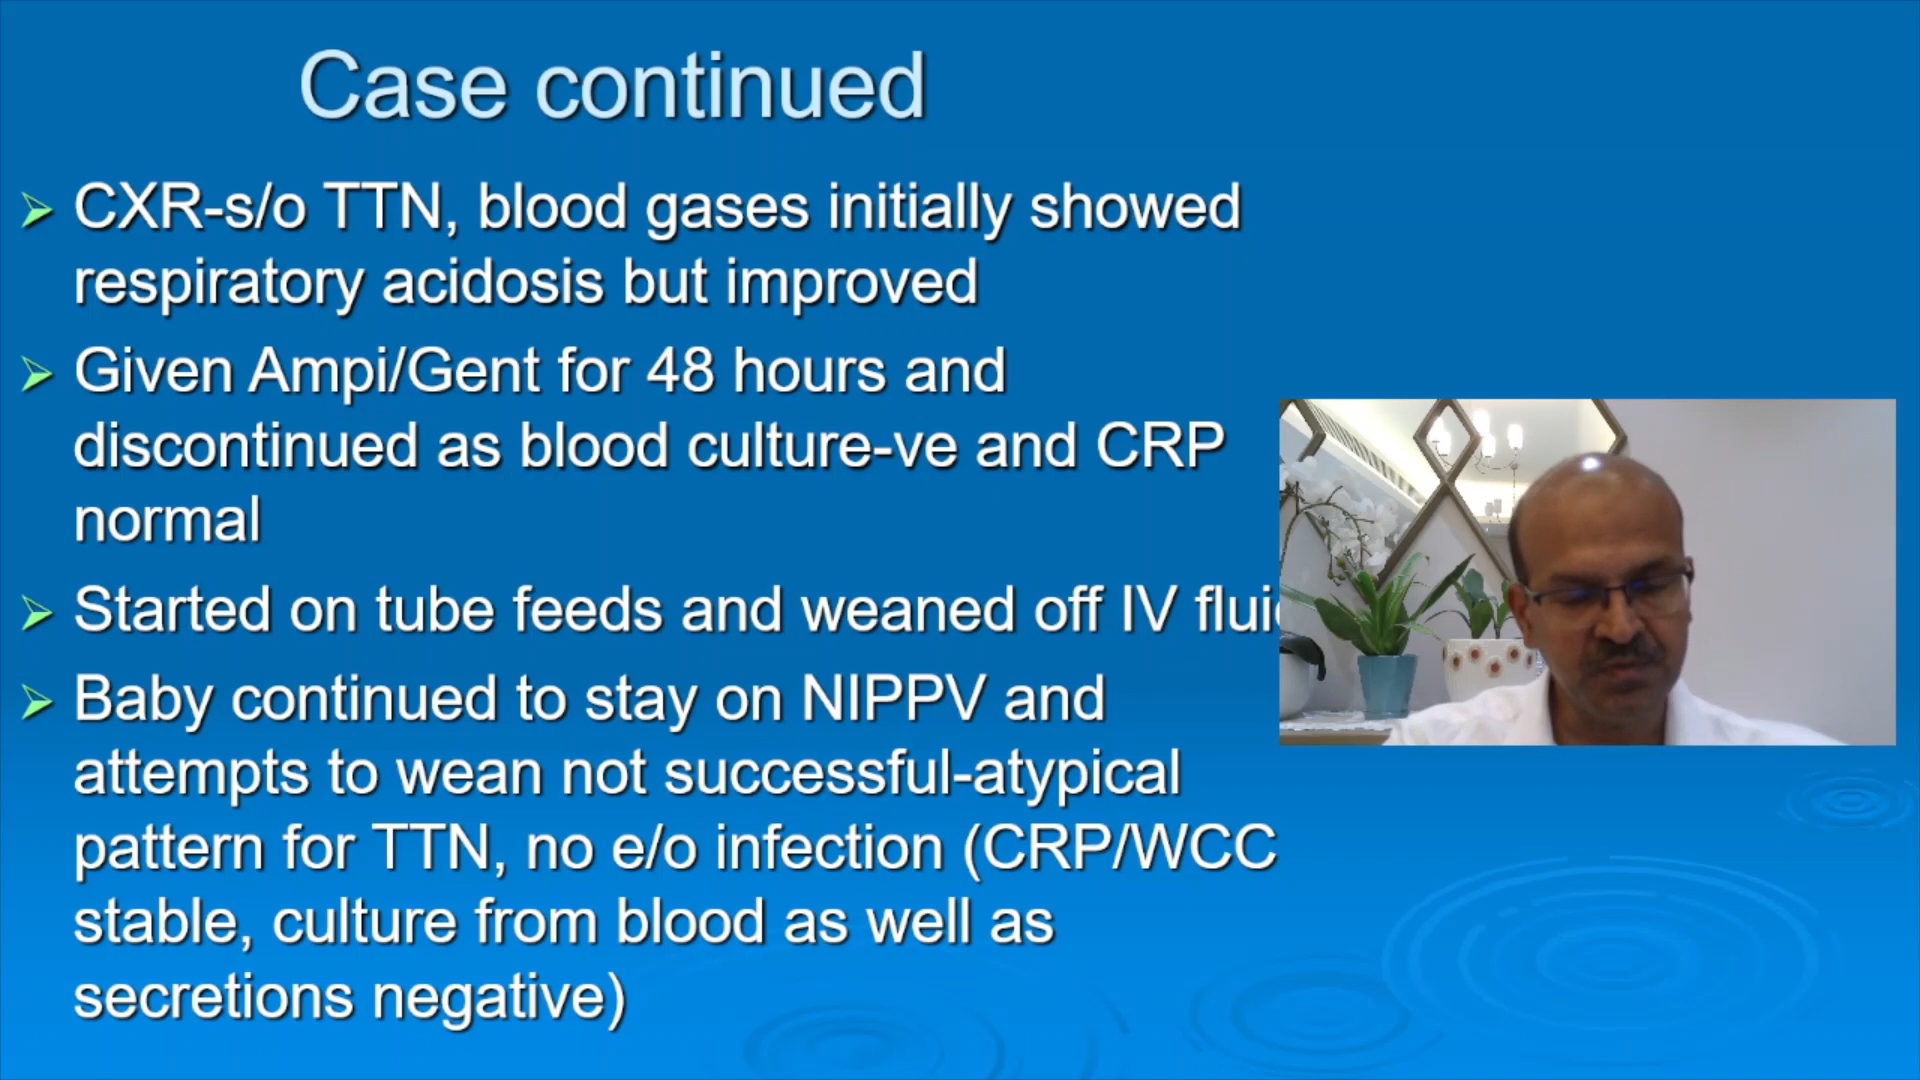 Case continued
CXR-s/o TTN, blood gases initially showed
respiratory acidosis but improved
Given Ampi/Gent for 48 hours and
discontinued as blood culture-ve and CRP
normal
Started on tube feeds and weaned off IV
Baby continued to stay on NIPPV and
attempts to wean not successful-atypical
pattern for TTN, no e/o infection (CRP/WCC
stable, culture from blood as well as
secretions negative)